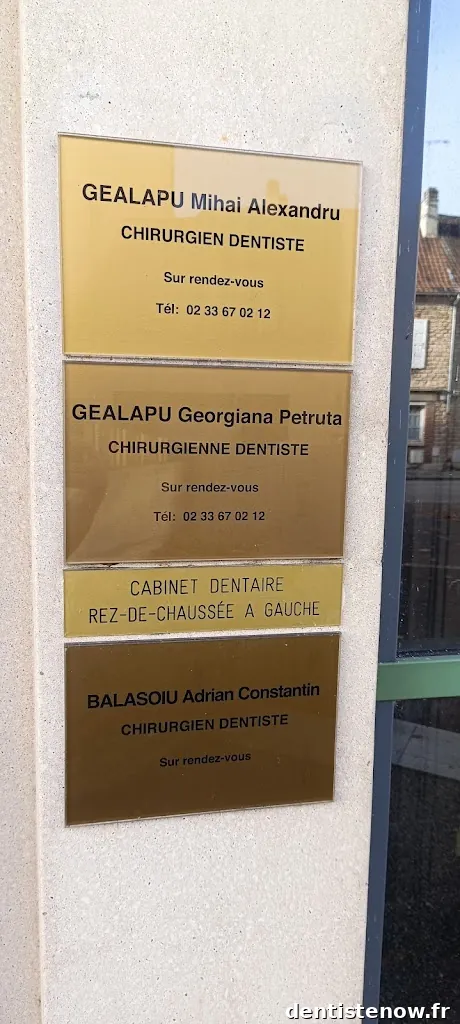 GEALAPU Mihai Alexandru
CHIRURGIEN DENTISTE
Sur rendez-vous
Tél: 02 33 67 02 12
GEALAPU Georgiana Petruta
CHIRURGIENNE DENTISTE
Sur rendez-vous
Tél: 02 33 67 02 12
CABINET DENTAIRE
REZ-DE-CHAUSSÉE A GAUCHE
BALASOIU Adrian Constantin
CHIRURGIEN DENTISTE
Sur rendez-vous
dentistenow.fr